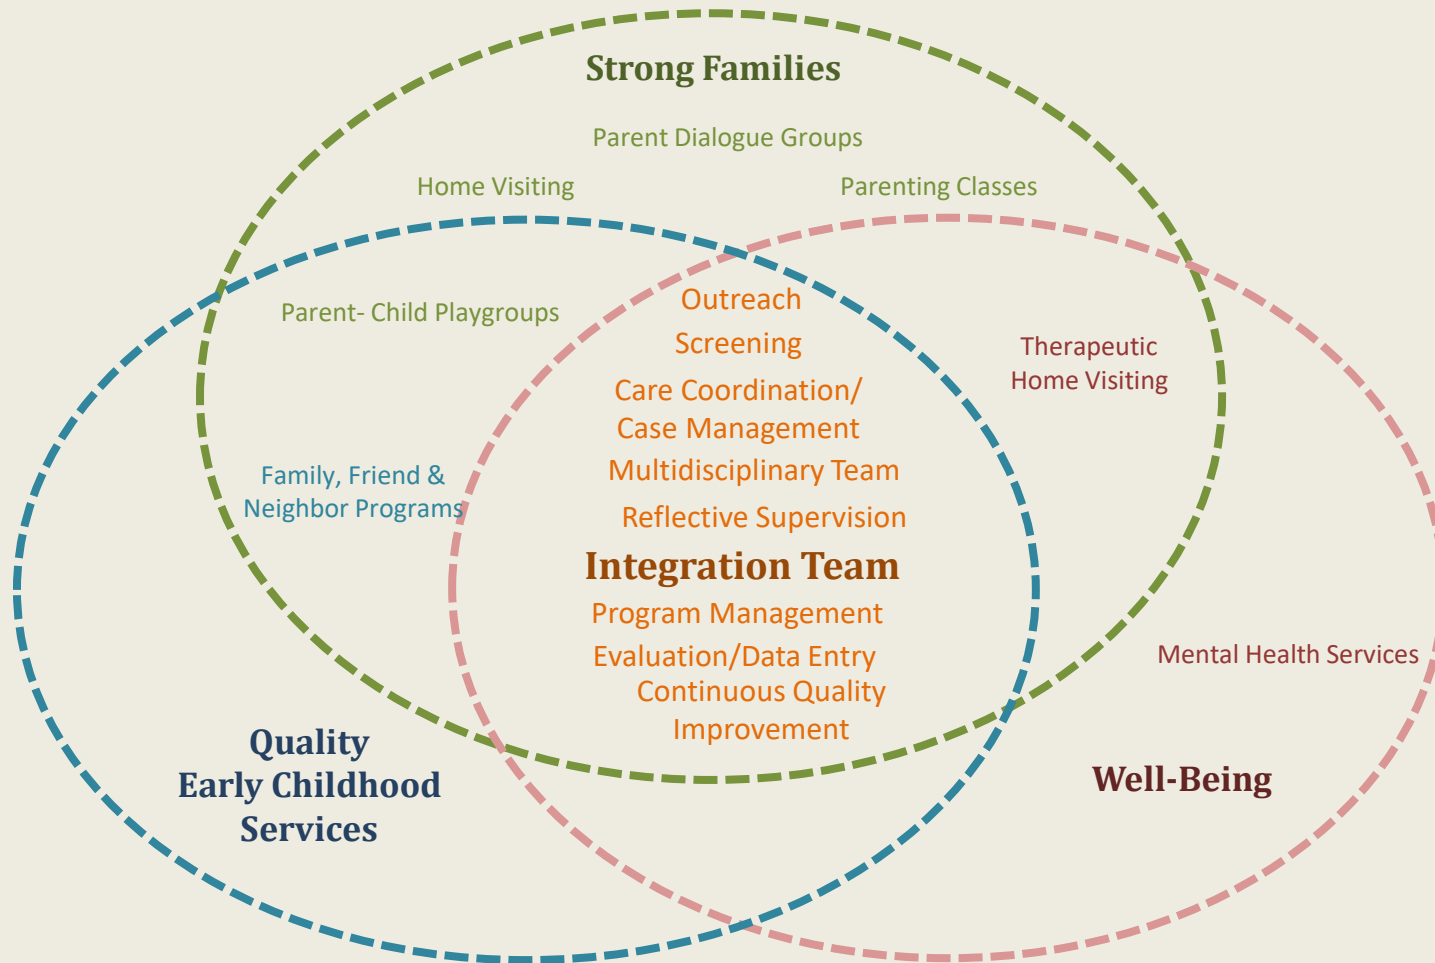 Strong Families
Parent Dialogue Groups
Home Visiting
Parenting Classes
Parent- Child Playgroups
Outreach
Screening
Therapeutic
Home Visiting
Care Coordination/
Case Management
Multidisciplinary Team
Family, Friend &
Neighbor Programs
Reflective Supervision
Integration Team
Program Management
Evaluation/Data Entry
Mental Health Services
Continuous Quality
Improvement
Quality
Early Childhood
Services
Well-Being